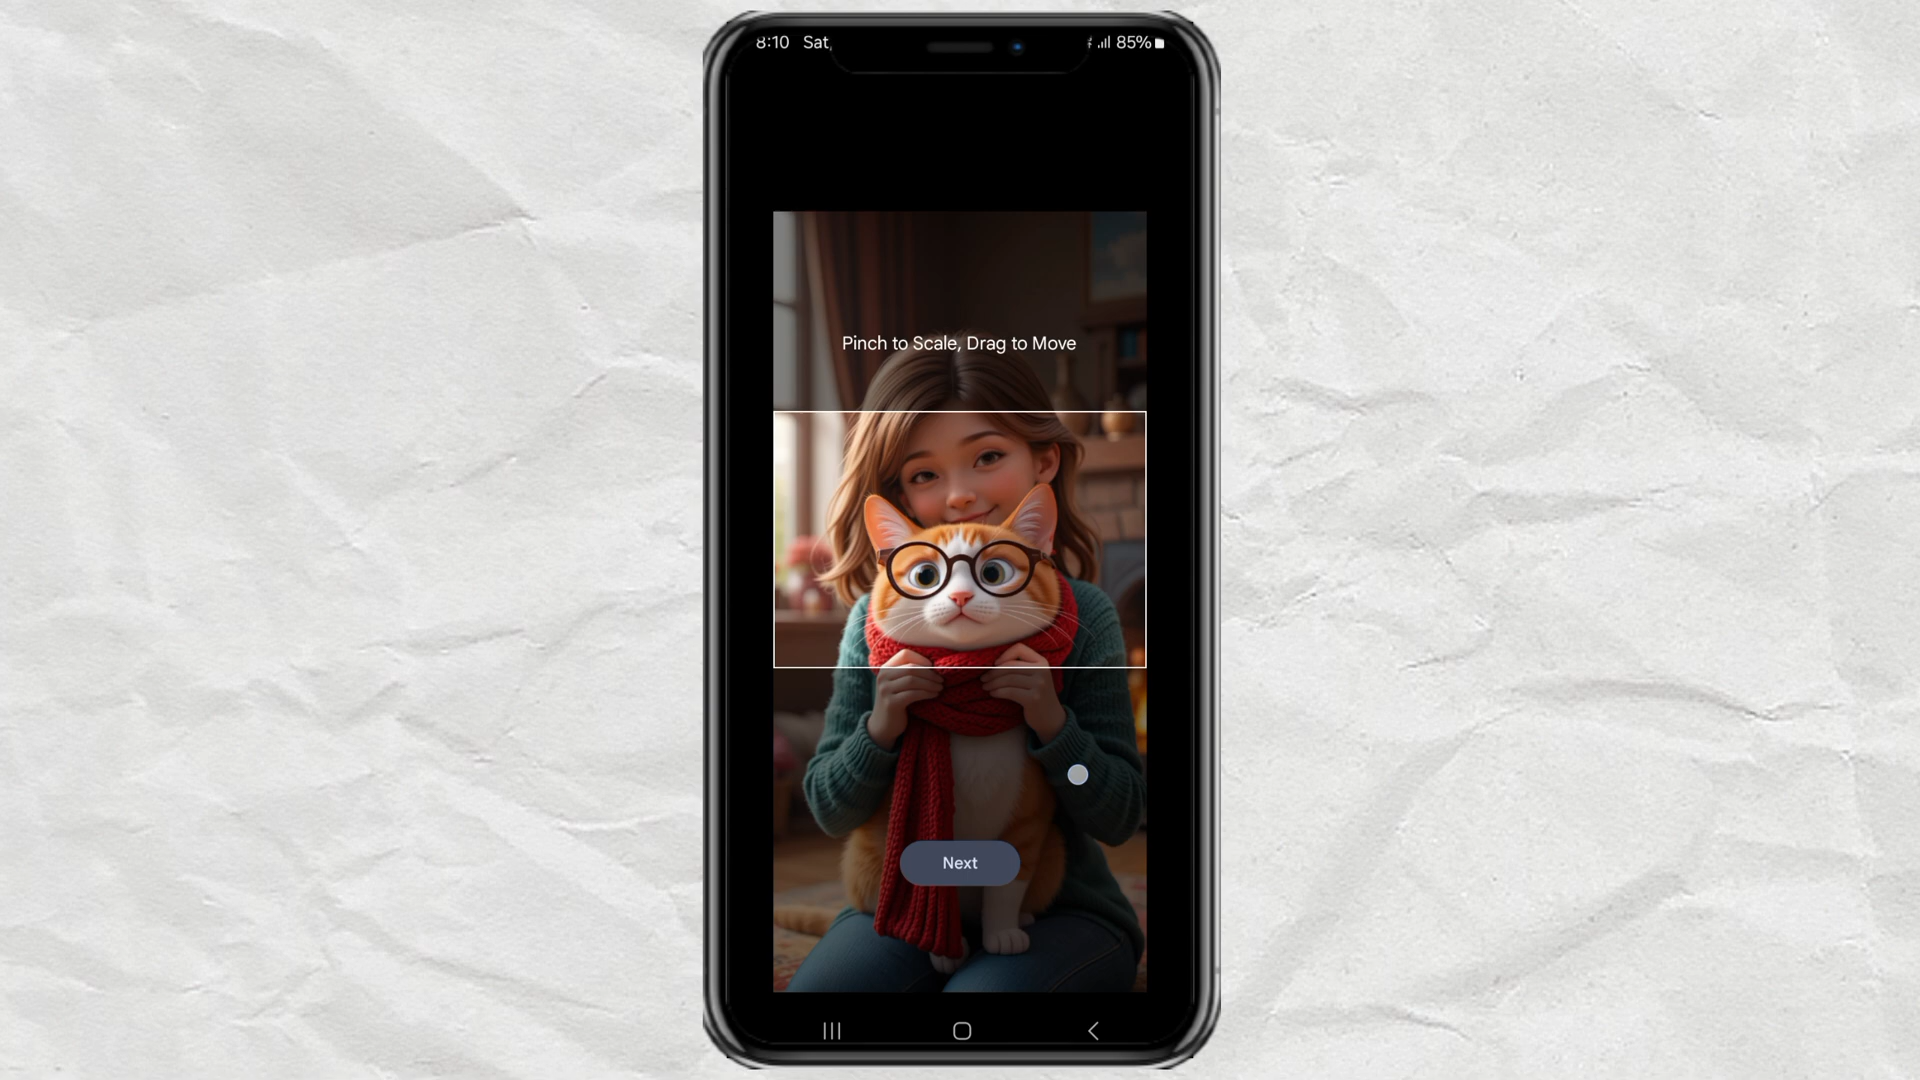 8:10 Sat, 85%
Pinch to Scale, Drag to Move
Next